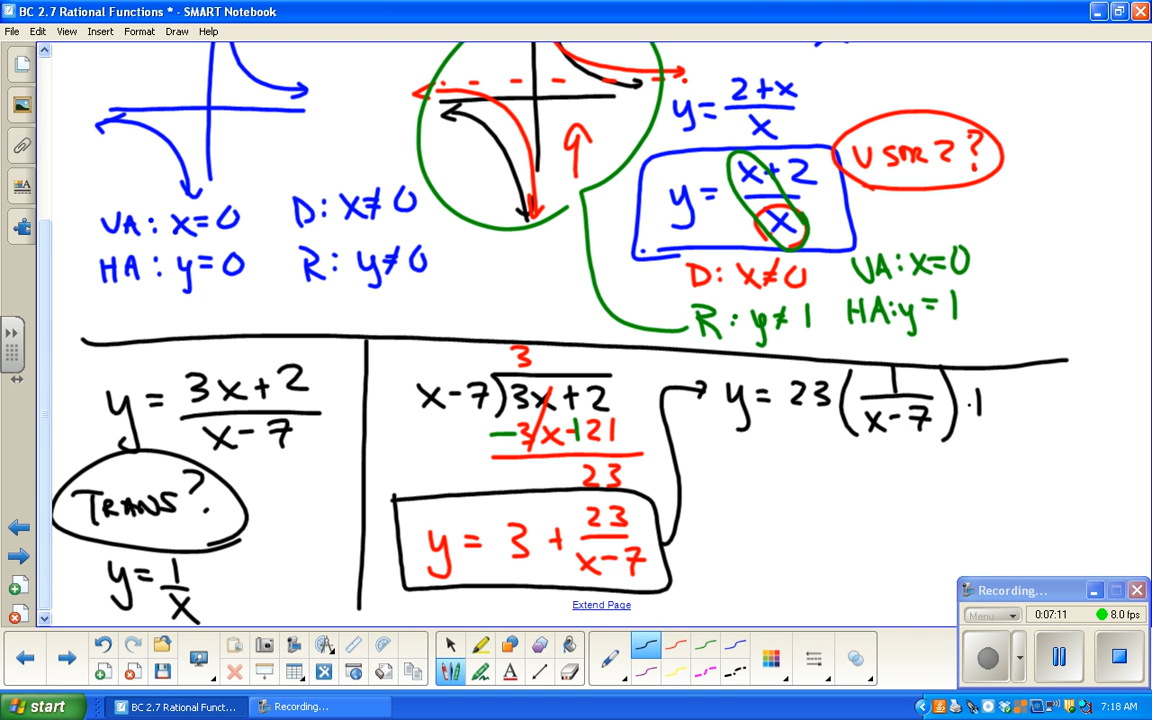 BC 2.7 Rational Functions * - SMART Notebook
File Edit View Insert Format Draw Help
y = 2+x / x
y = x+2 / x
V STR 2 ?
VA: x=0
HA: y=0
D: x≠0
R: y≠0
D: x≠0
R: y≠1
VA: x=0
HA: y=1
y = 3x+2 / x-7
TRANS?
y = 1/x
3
x-7)3x+2
-3x-+21
23
y = 3 + 23/x-7
y = 23(1/x-7) .1
Extend Page
Recording...
Menu
0:07:11
8.0 fps
start
BC 2.7 Rational Funct...
Recording...
7:18 AM